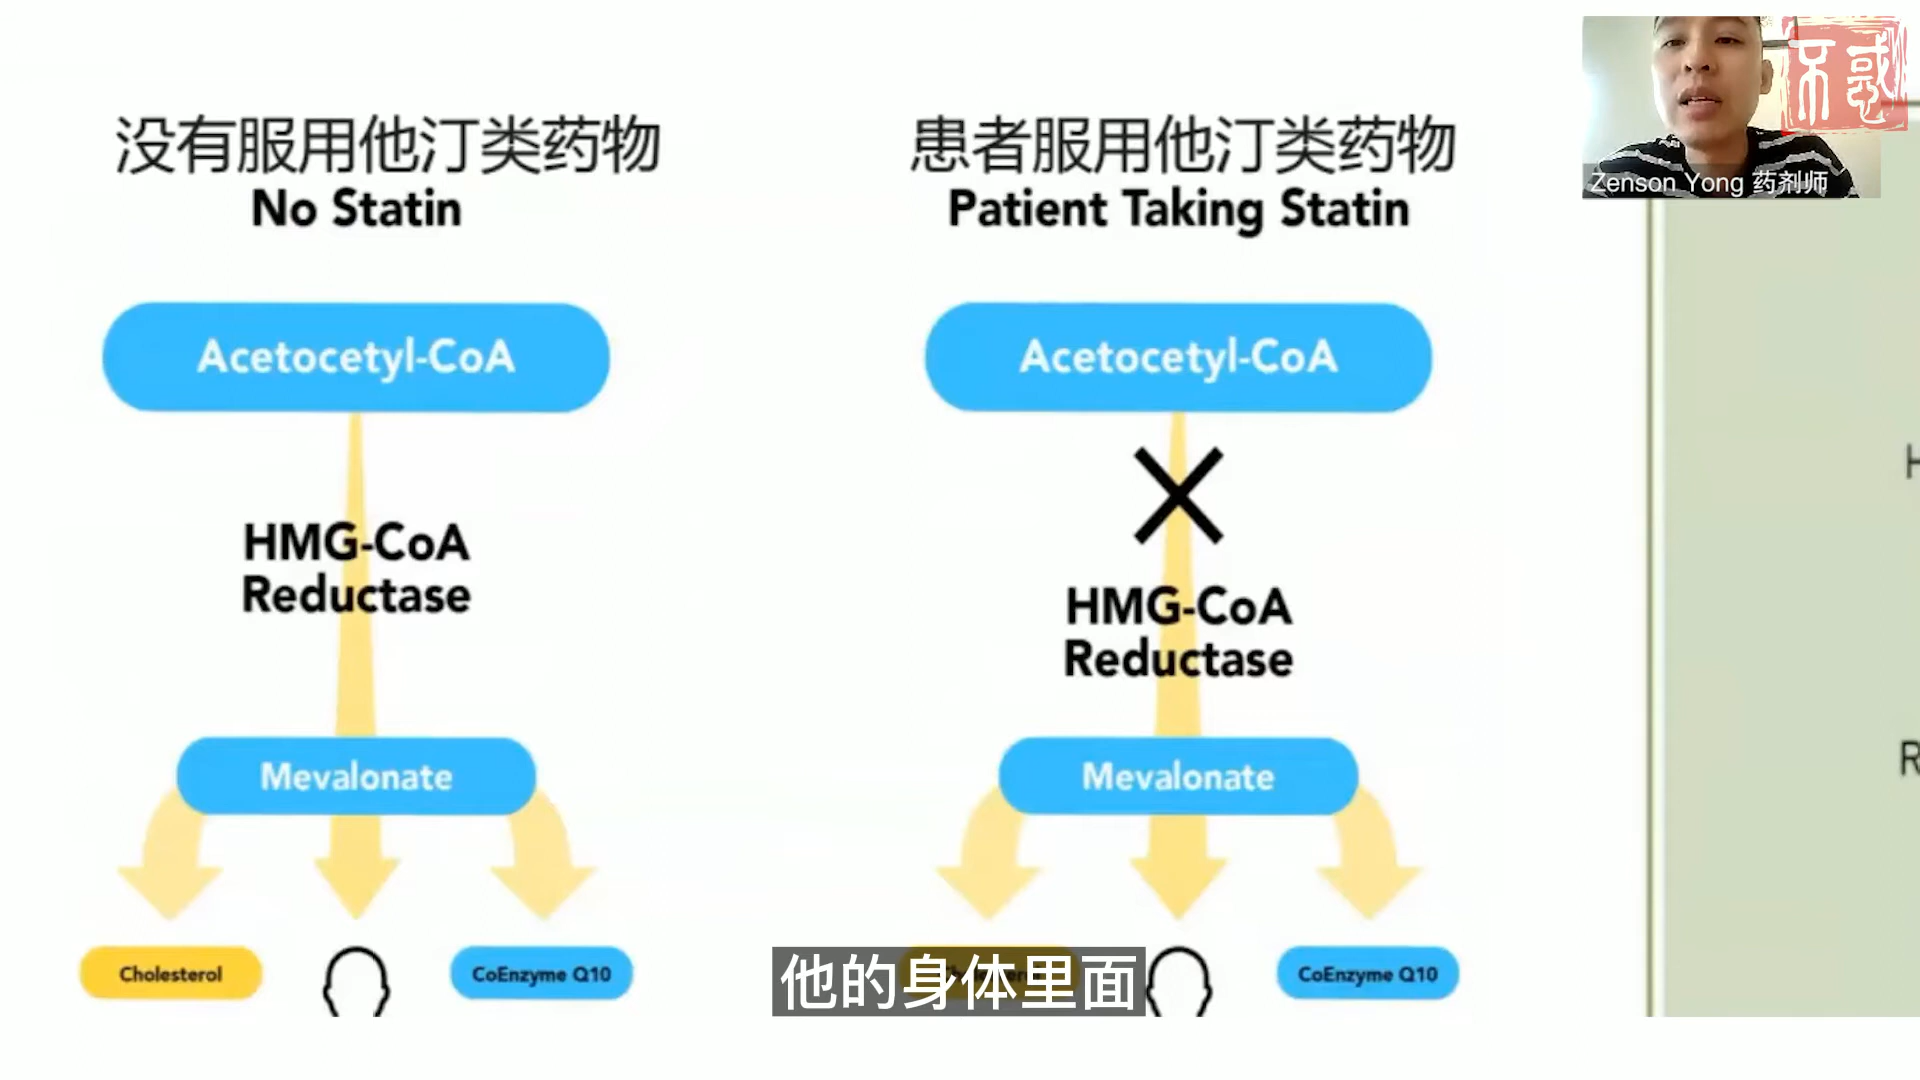 没有服用他汀类药物
No Statin
Acetocetyl-CoA
HMG-CoA
Reductase
Mevalonate
Cholesterol
CoEnzyme Q10
患者服用他汀类药物
Patient Taking Statin
Acetocetyl-CoA
HMG-CoA
Reductase
Mevalonate
CoEnzyme Q10
他的身体里面
不惑
Zenson Yong 药剂师
H
R